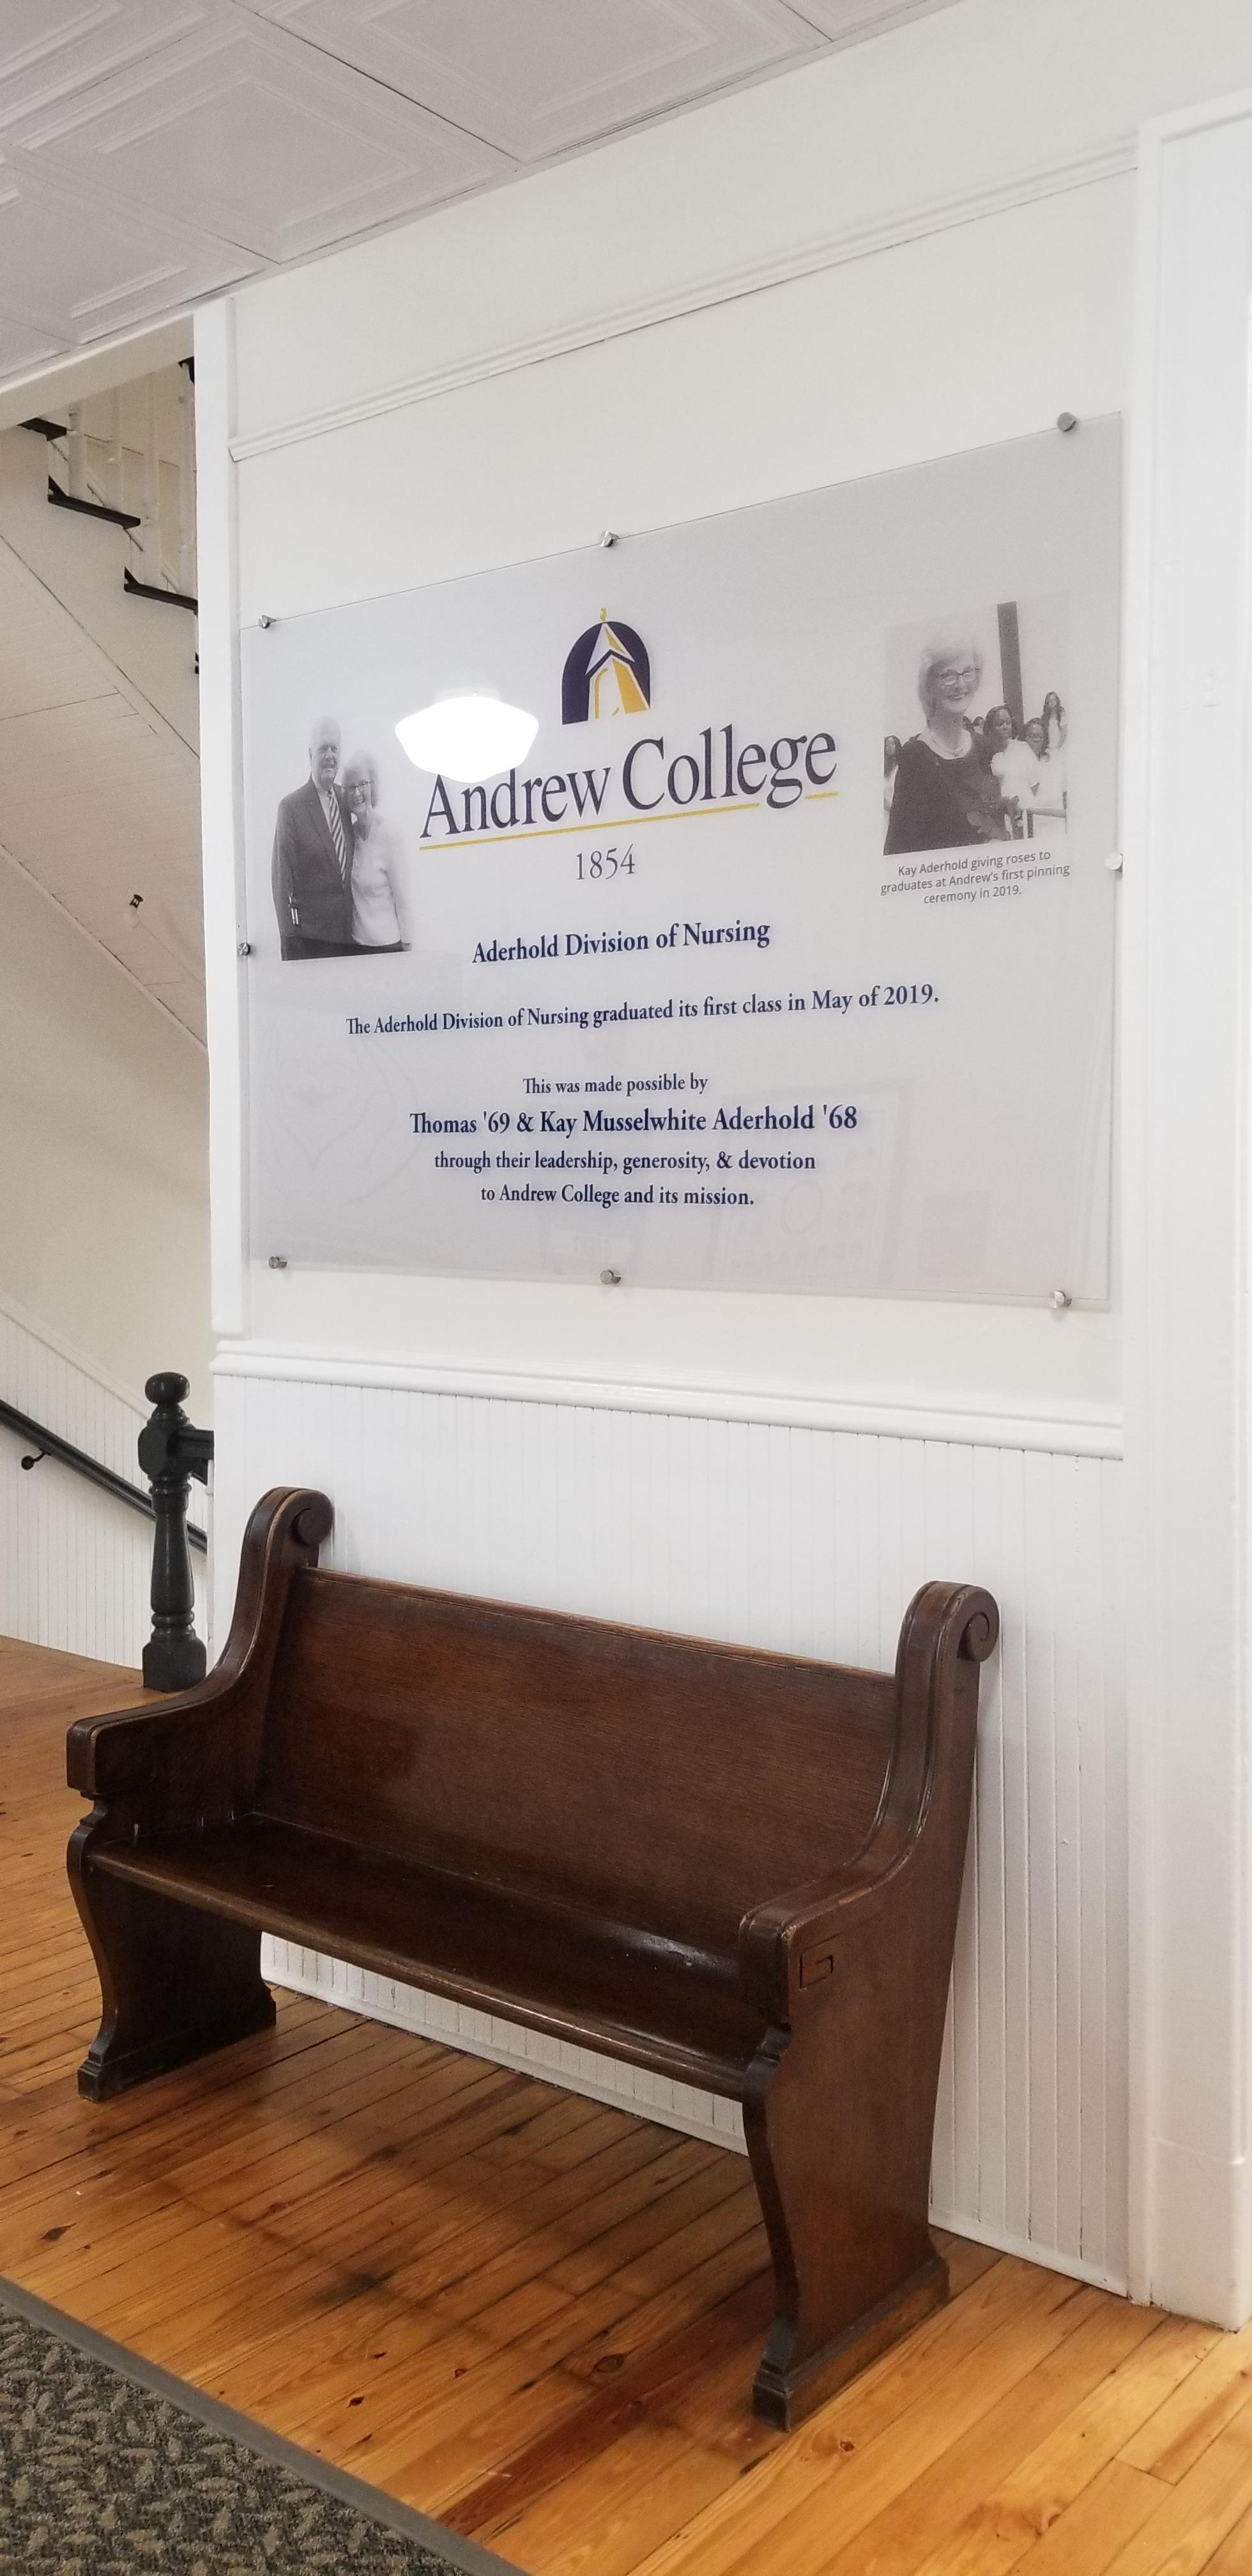 Andrew College
1854
Kay Aderhold giving roses to
graduates at Andrew's first pinning
ceremony in 2019.
Aderhold Division of Nursing
The Aderhold Division of Nursing graduated its first class in May of 2019.
This was made possible by
Thomas '69 & Kay Musselwhite Aderhold '68
through their leadership, generosity, & devotion
to Andrew College and its mission.